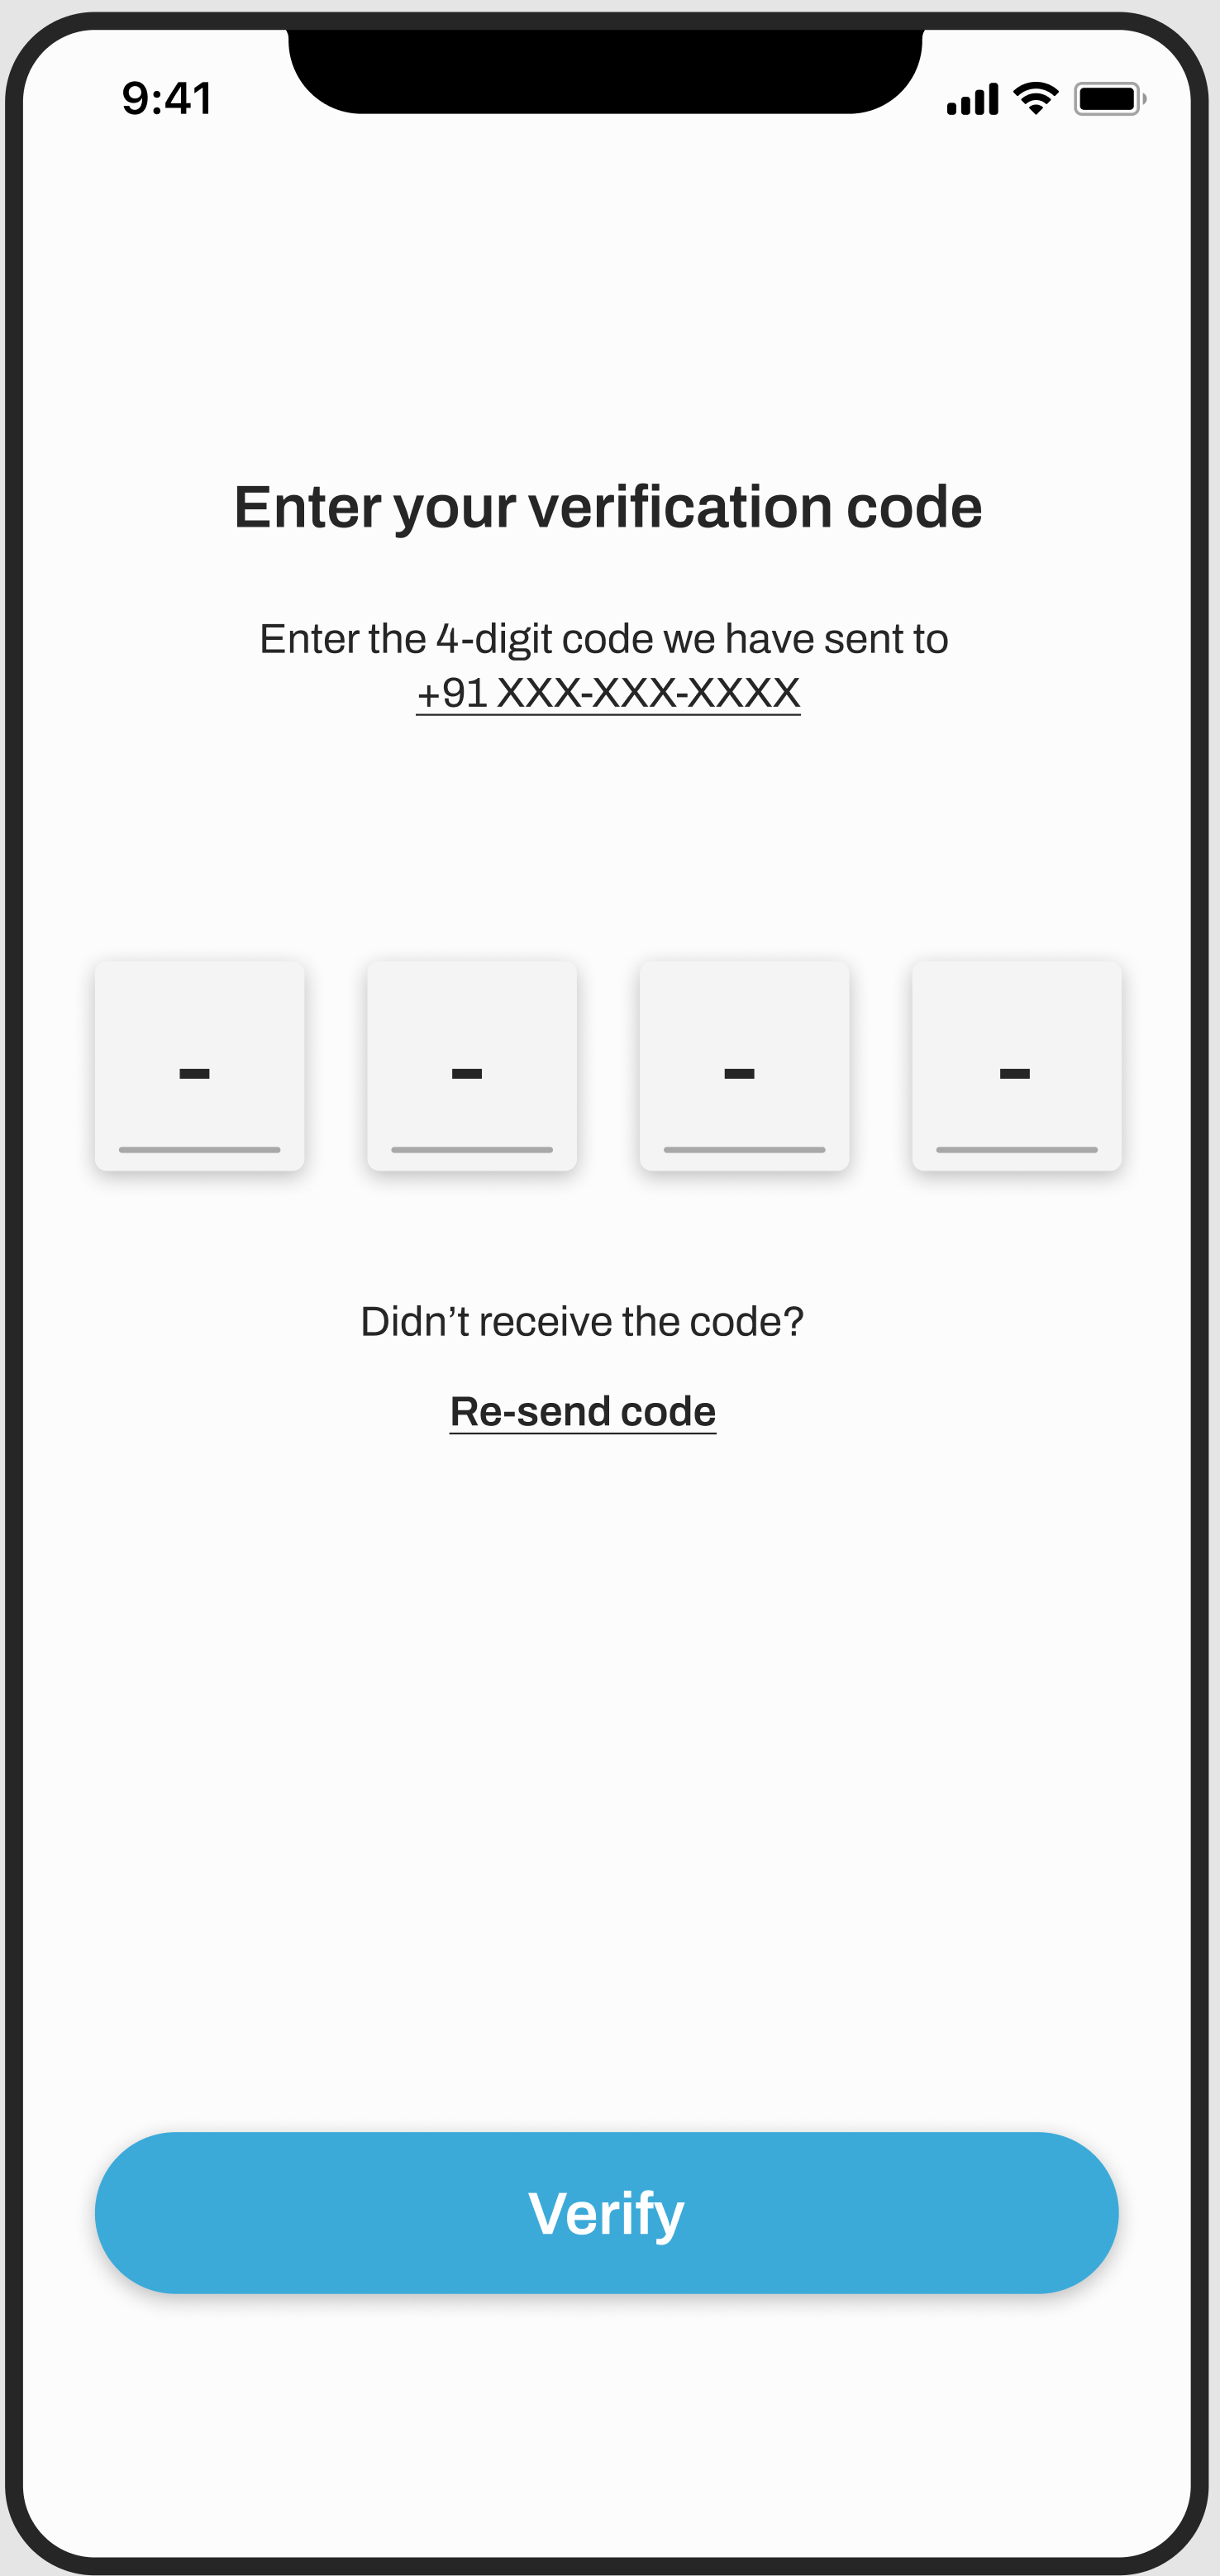 9:41
Enter your verification code
Enter the 4-digit code we have sent to
+91 XXX-XXX-XXXX
- - - -
Didn’t receive the code?
Re-send code
Verify